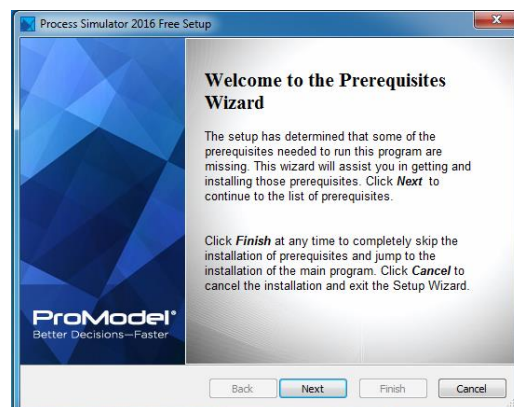 Process Simulator 2016 Free Setup
Welcome to the Prerequisites
Wizard
The setup has determined that some of the
prerequisites needed to run this program are
missing. This wizard will assist you in getting and
installing those prerequisites. Click Next to
continue to the list of prerequisites.
Click Finish at any time to completely skip the
installation of prerequisites and jump to the
installation of the main program. Click Cancel to
cancel the installation and exit the Setup Wizard.
ProModel®
Better Decisions—Faster
Back Next Finish Cancel